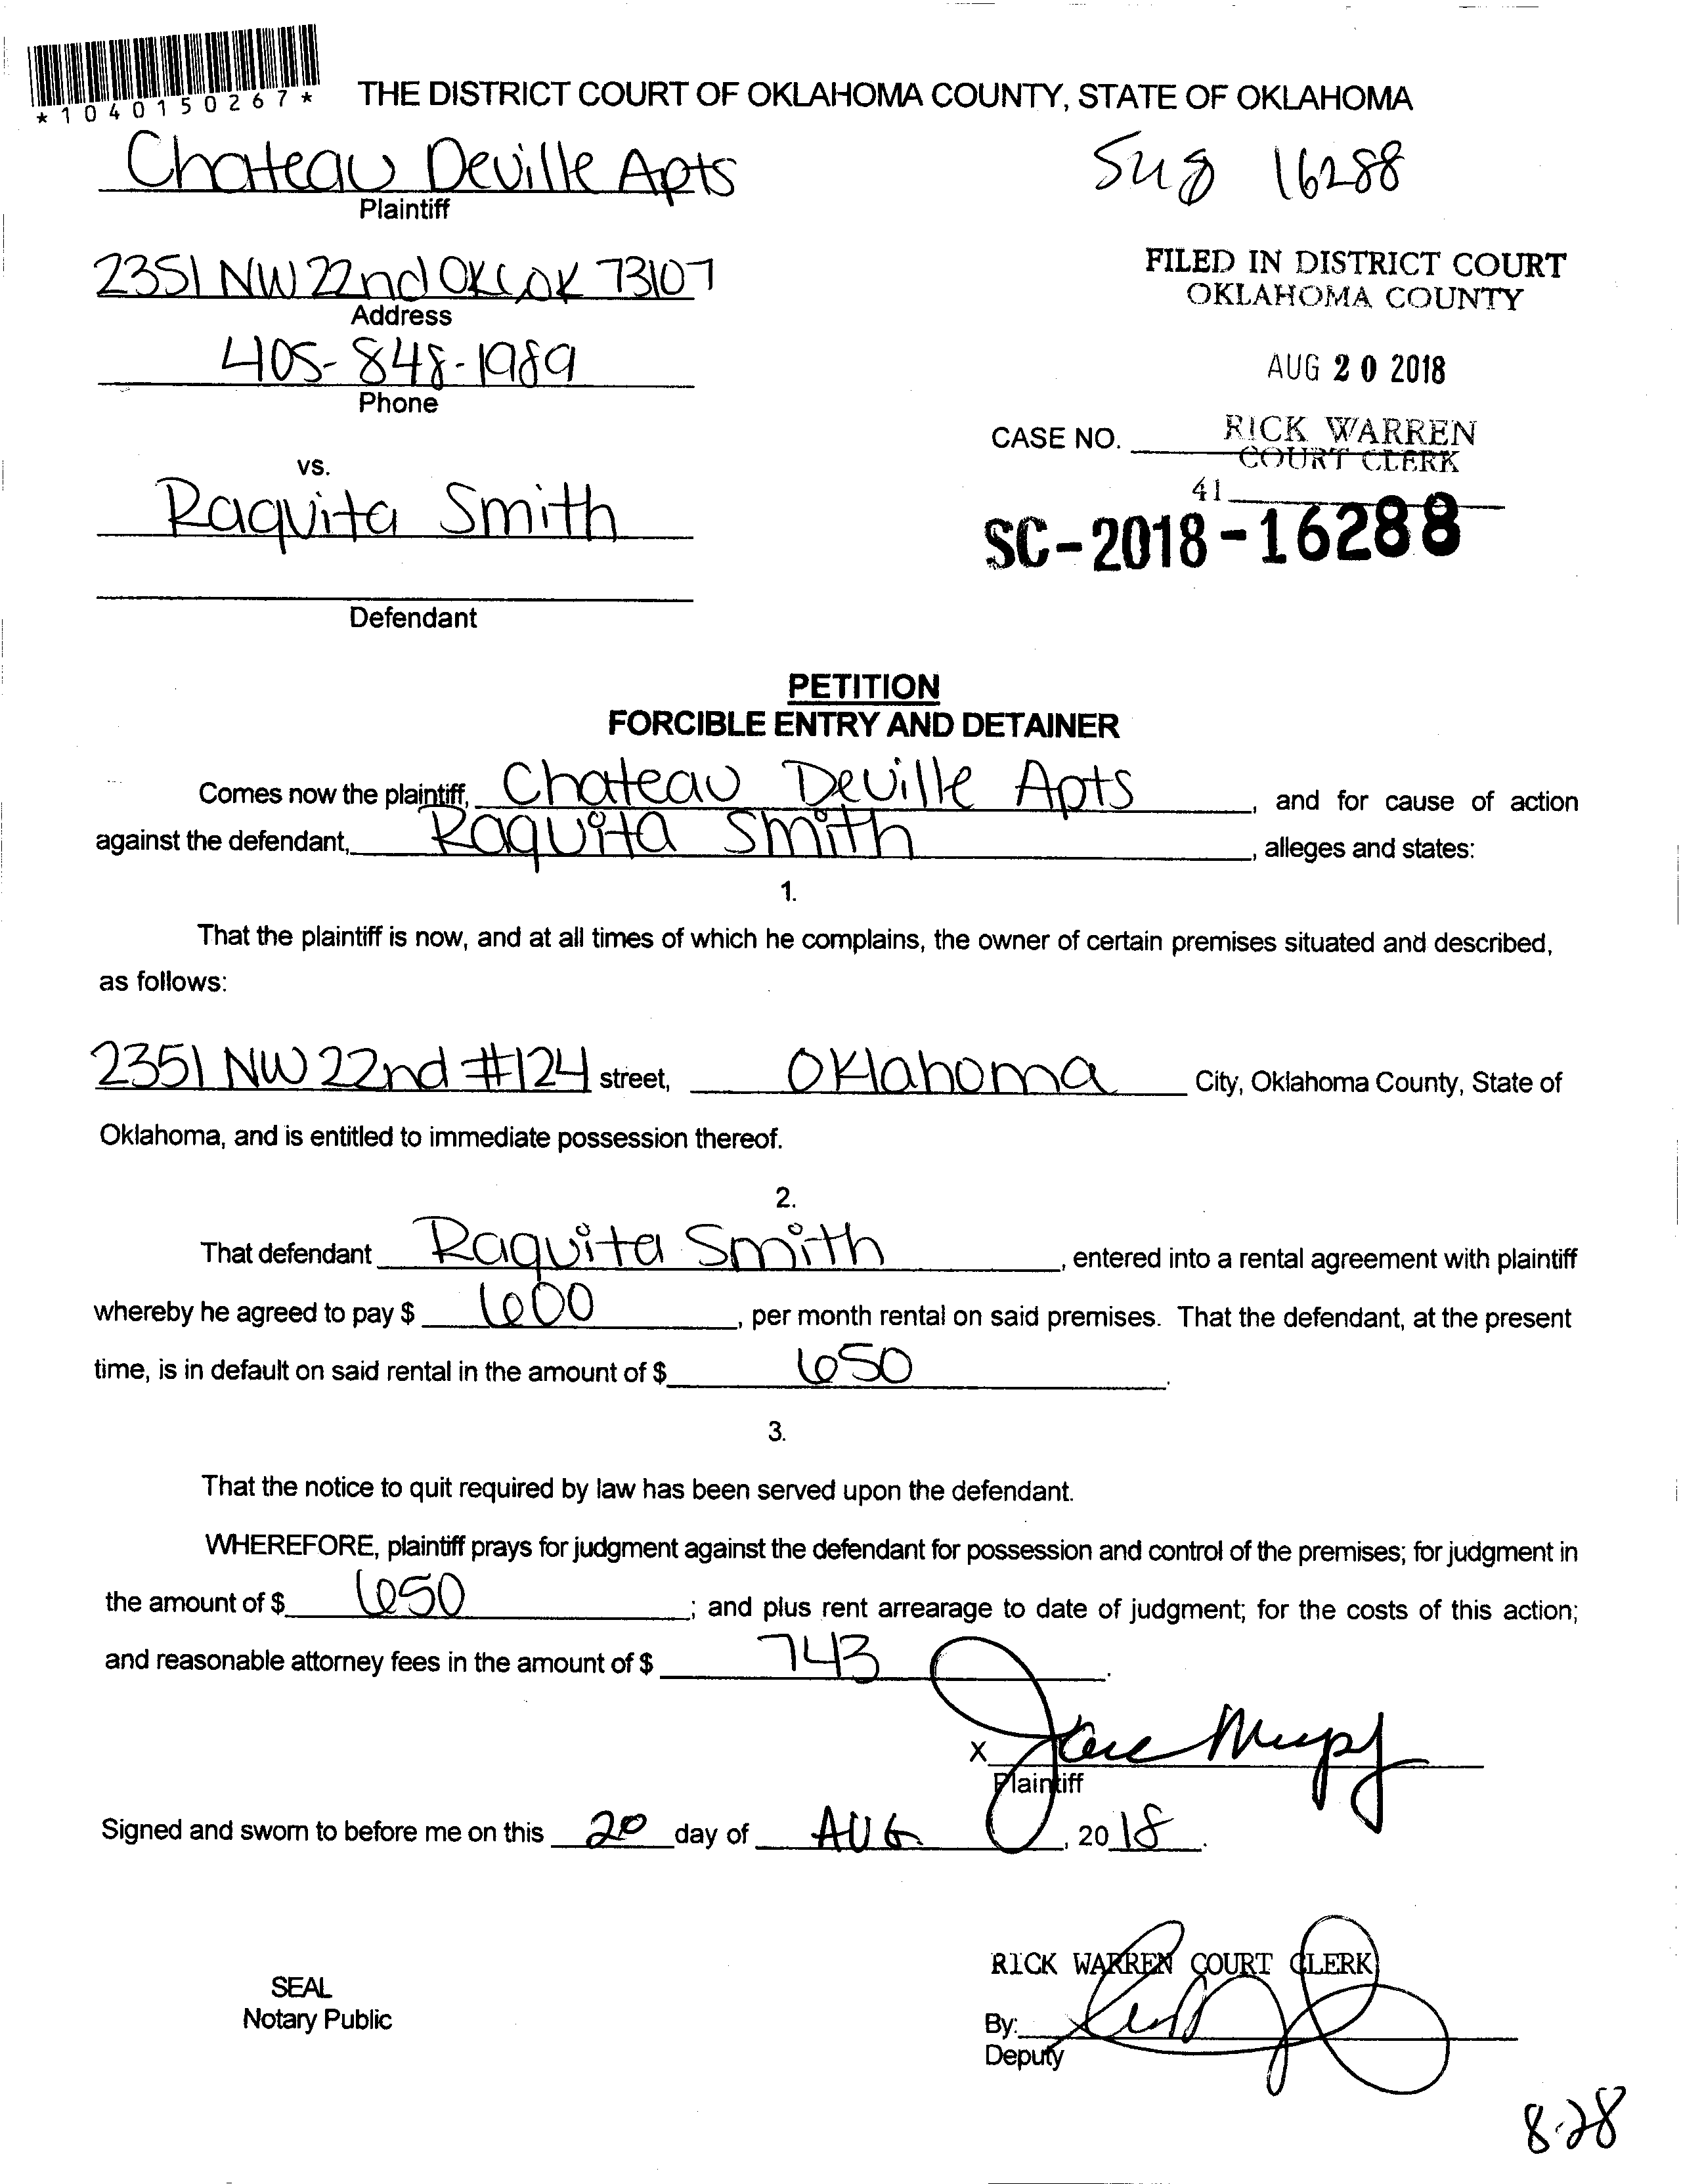 *1040150267*
THE DISTRICT COURT OF OKLAHOMA COUNTY, STATE OF OKLAHOMA
Chateau Deville Apts
Plaintiff
16288
2351 NW 22nd OKC OK 73107
Address
FILED IN DISTRICT COURT
OKLAHOMA COUNTY
405-848-1989
Phone
AUG 20 2018
CASE NO.
RICK WARREN
COURT CLERK
vs.
41
Raquita Smith
SC-2018-16288
Defendant
PETITION
FORCIBLE ENTRY AND DETAINER
Comes now the plaintiff, Chateau Deville Apts, and for cause of action
against the defendant, Raquita Smith, alleges and states:
1.
That the plaintiff is now, and at all times of which he complains, the owner of certain premises situated and described,
as follows:
2351 NW 22nd #124 street, Oklahoma City, Oklahoma County, State of
Oklahoma, and is entitled to immediate possession thereof.
2.
That defendant Raquita Smith, entered into a rental agreement with plaintiff
whereby he agreed to pay $ 600, per month rental on said premises. That the defendant, at the present
time, is in default on said rental in the amount of $ 650.
3.
That the notice to quit required by law has been served upon the defendant.
WHEREFORE, plaintiff prays for judgment against the defendant for possession and control of the premises; for judgment in
the amount of $ 650; and plus rent arrearage to date of judgment; for the costs of this action;
and reasonable attorney fees in the amount of $ 743.
X
Plaintiff
Signed and sworn to before me on this 20 day of AUG, 2018.
RICK WARREN COURT CLERK
SEAL
Notary Public
By:
Deputy
8-28